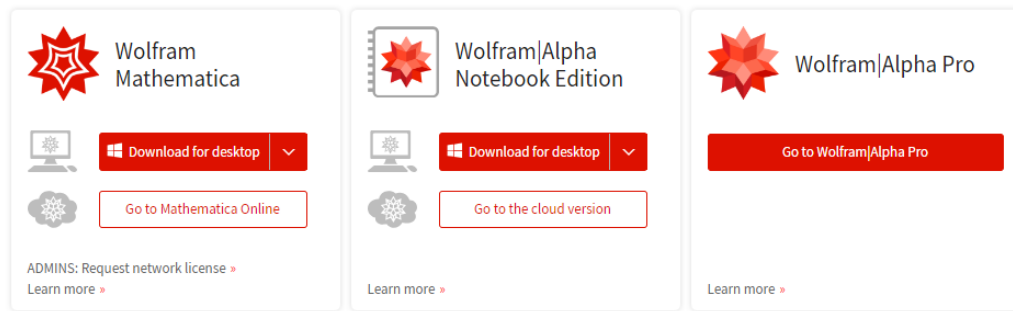 Wolfram
Mathematica
Download for desktop
Go to Mathematica Online
ADMINS: Request network license »
Learn more »
Wolfram|Alpha
Notebook Edition
Download for desktop
Go to the cloud version
Learn more »
Wolfram|Alpha Pro
Go to Wolfram|Alpha Pro
Learn more »